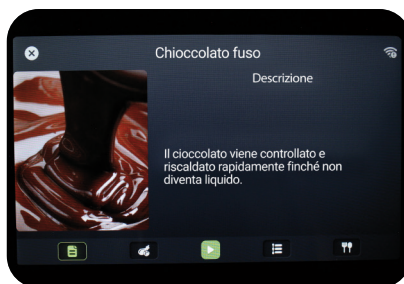 Chioccolato fuso
Descrizione
Il cioccolato viene controllato e
riscaldato rapidamente finché non
diventa liquido.